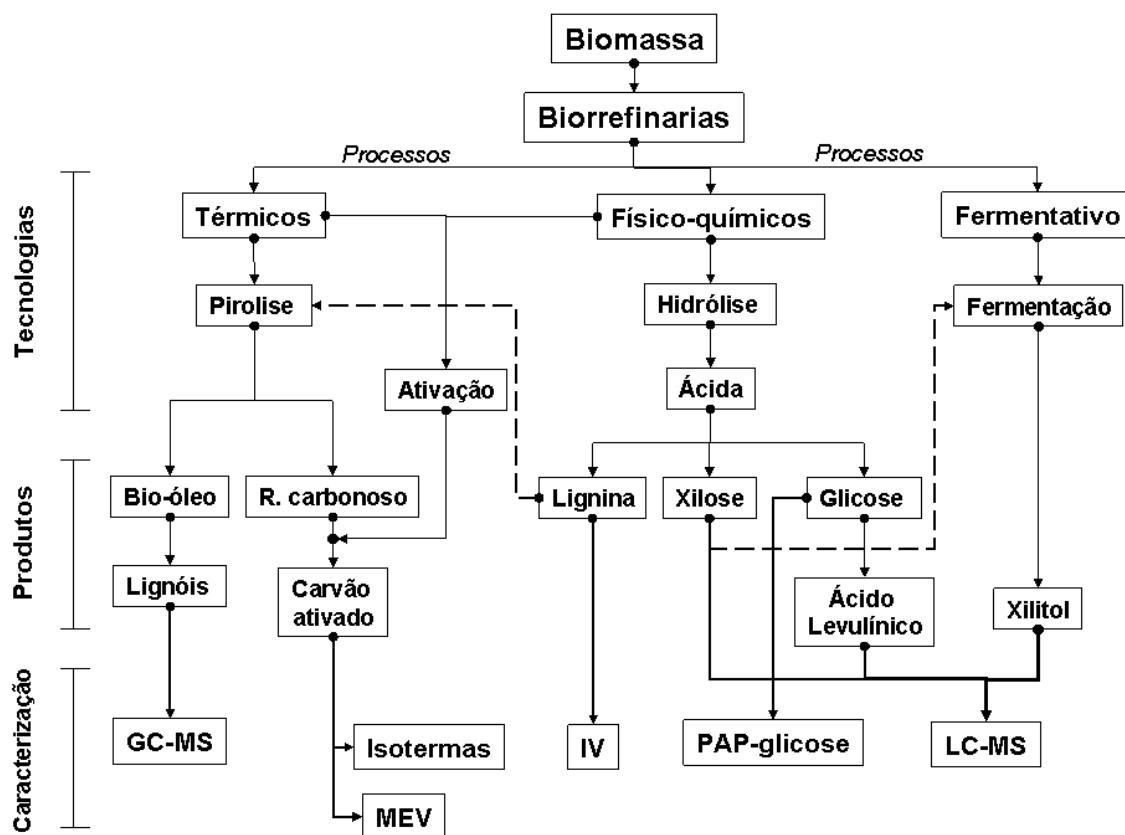 Biomassa
Biorrefinarias
Processos
Processos
Tecnologias
Térmicos
Físico-químicos
Fermentativo
Pirolise
Hidrólise
Fermentação
Ativação
Ácida
Produtos
Bio-óleo
R. carbonoso
Lignina
Xilose
Glicose
Lignóis
Carvão
ativado
Ácido
Levulínico
Xilitol
Caracterização
GC-MS
Isotermas
IV
PAP-glicose
LC-MS
MEV